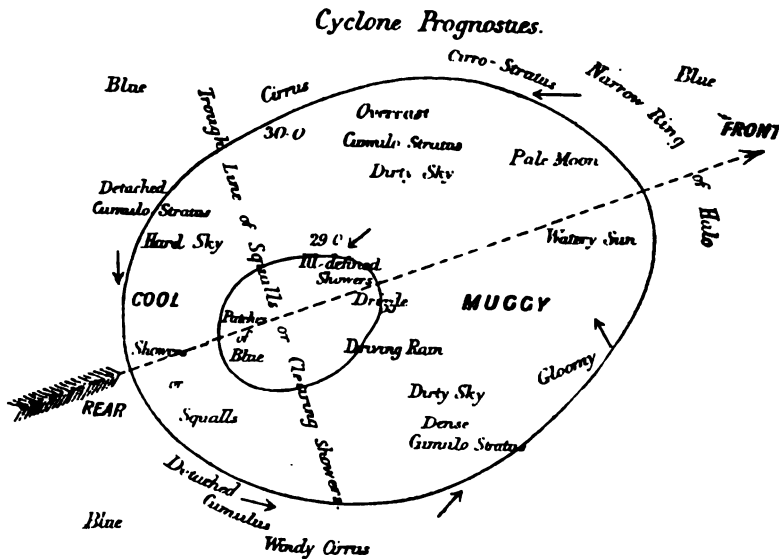 Cyclone Prognostics.
Blue
Cirrus
Cirro-Stratus
Narrow Ring
of Halo
Blue
FRONT
30·0
Overcast
Cumulo Stratus
Dirty Sky
Pale Moon
Watery Sun
Trough Line of Squalls or Clearing Showers.
Detached
Cumulo Stratus
Hard Sky
29 0
Ill-defined
Showers
Drizzle
COOL
MUGGY
Patches
of
Blue
Driving Rain
Gloomy
Showers
or
Squalls
REAR
Dirty Sky
Dense
Cumulo Stratus
Detached
Cumulus
Windy Cirrus
Blue